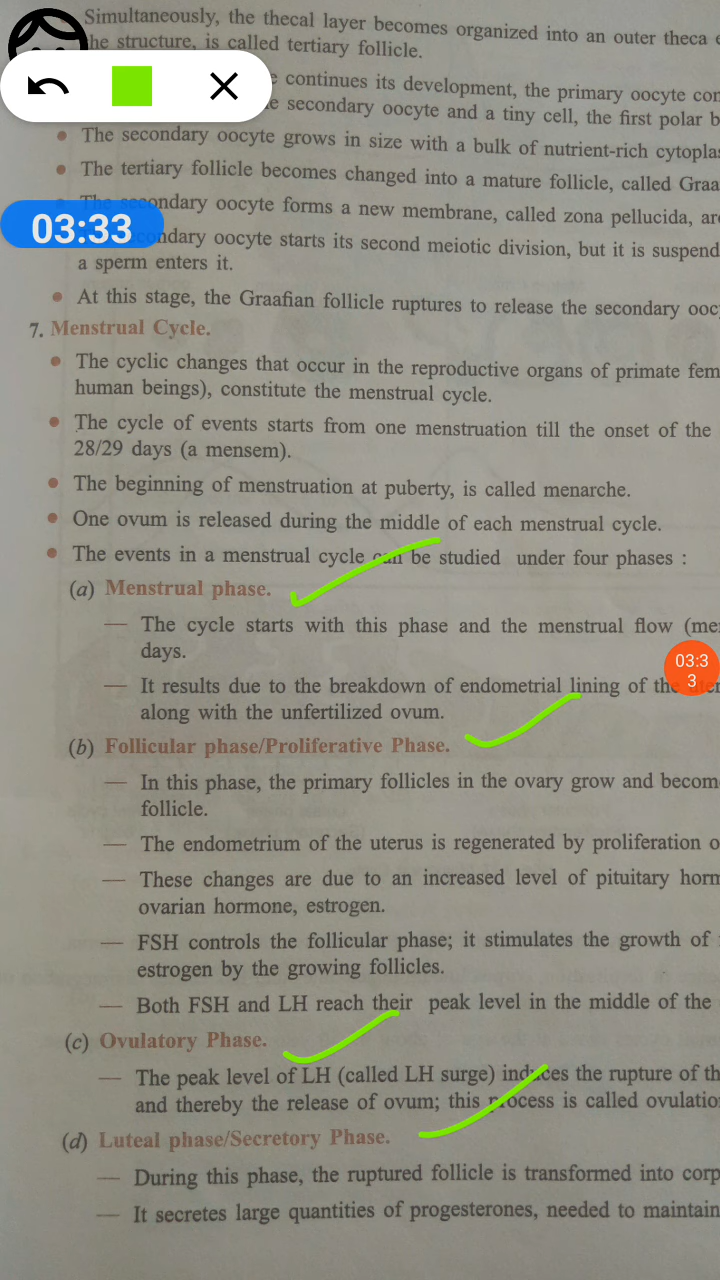 Simultaneously, the thecal layer becomes organized into an outer theca
the structure, is called tertiary follicle.
continues its development, the primary oocyte
secondary oocyte and a tiny cell, the first polar
• The secondary oocyte grows in size with a bulk of nutrient-rich
• The tertiary follicle becomes changed into a mature follicle, called
• The secondary oocyte forms a new membrane, called zona pellucida,
03:33
oocyte starts its second meiotic division, but it is
a sperm enters it.
• At this stage, the Graafian follicle ruptures to release the secondary
7. Menstrual Cycle.
• The cyclic changes that occur in the reproductive organs of primate
human beings), constitute the menstrual cycle.
• The cycle of events starts from one menstruation till the onset of the
28/29 days (a mensem).
• The beginning of menstruation at puberty, is called menarche.
• One ovum is released during the middle of each menstrual cycle.
• The events in a menstrual cycle can be studied under four phases :
(a) Menstrual phase.
— The cycle starts with this phase and the menstrual flow
days.
03:3
3
— It results due to the breakdown of endometrial lining of the
along with the unfertilized ovum.
(b) Follicular phase/Proliferative Phase.
— In this phase, the primary follicles in the ovary grow and
follicle.
— The endometrium of the uterus is regenerated by proliferation
— These changes are due to an increased level of pituitary
ovarian hormone, estrogen.
— FSH controls the follicular phase; it stimulates the growth of
estrogen by the growing follicles.
— Both FSH and LH reach their peak level in the middle of the
(c) Ovulatory Phase.
— The peak level of LH (called LH surge) induces the rupture of
and thereby the release of ovum; this process is called
(d) Luteal phase/Secretory Phase.
— During this phase, the ruptured follicle is transformed into
— It secretes large quantities of progesterones, needed to maintain